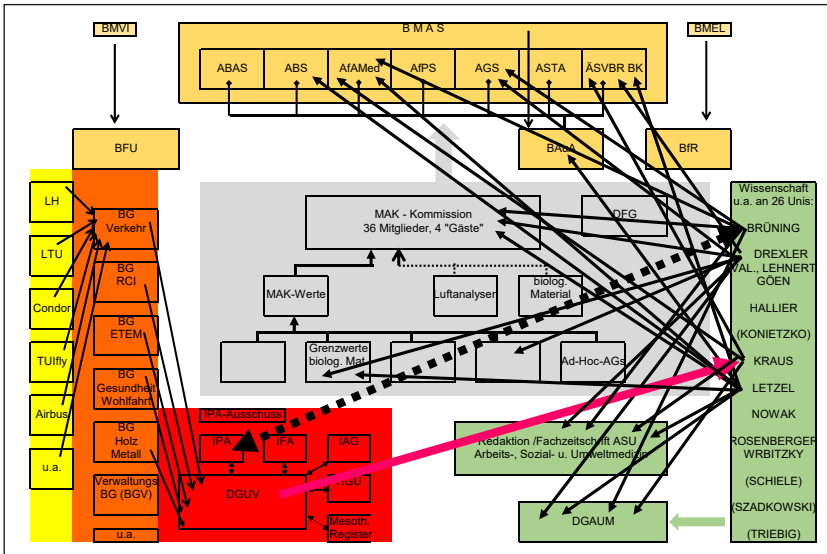 BMVI
B M A S
BMEL
ABAS
ABS
AfAMed
AfPS
AGS
ASTA
ÄSVBR BK
BFU
BAuA
BfR
LH
LTU
Condor
TUIfly
Airbus
u.a.
BG
Verkehr
BG
RCI
BG
ETEM
BG
Gesundheit
Wohlfahrt
BG
Holz
Metall
Verwaltungs
BG (BGV)
u.a.
MAK - Kommission
36 Mitglieder, 4 "Gäste"
DFG
MAK-Werte
Luftanalysen
biolog.
Material
Grenzwerte
biolog. Mat.
Ad-Hoc-AGs
IPA-Ausschuss
IPA
IFA
IAG
DGUV
Mesoth.
Register
Redaktion /Fachzeitschrift ASU
Arbeits-, Sozial- u. Umweltmedizin
DGAUM
Wissenschaft
u.a. an 26 Unis:
BRÜNING
DREXLER
VAL., LEHNERT
GÖEN
HALLIER
(KONIETZKO)
KRAUS
LETZEL
NOWAK
ROSENBERGER
WRBITZKY
(SCHIELE)
(SZADKOWSKI)
(TRIEBIG)